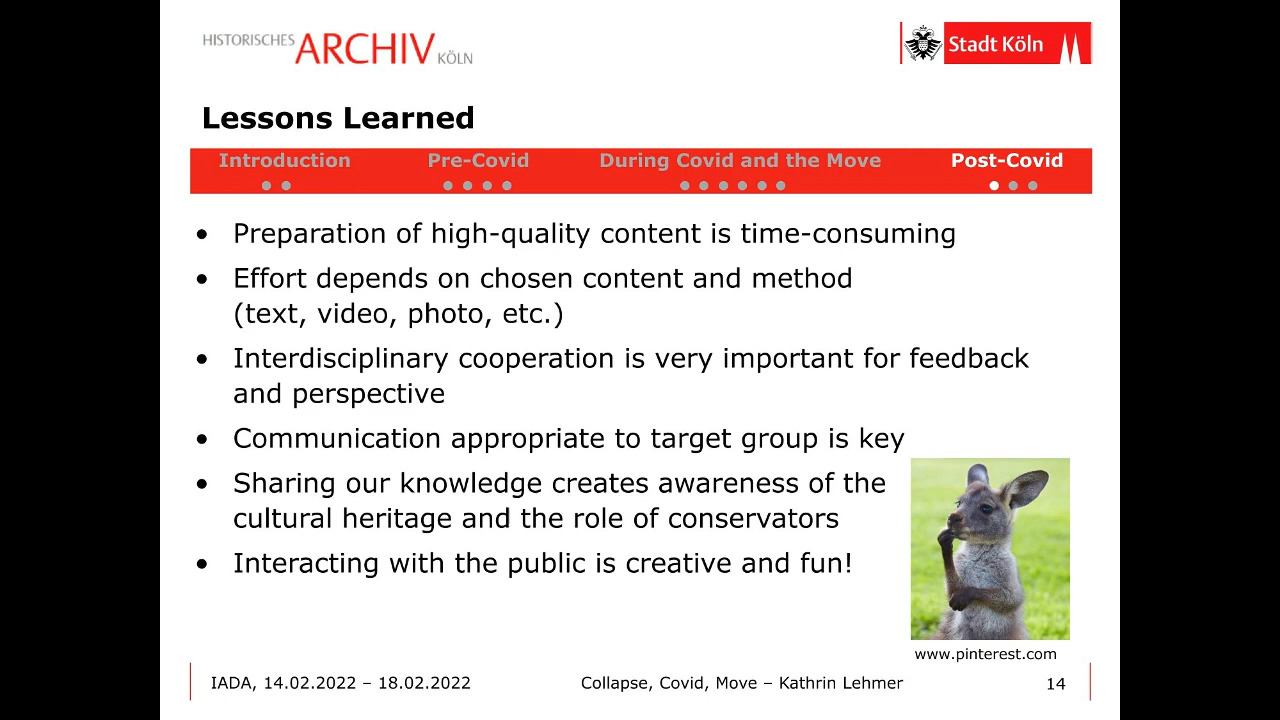 HISTORISCHES ARCHIV KÖLN
Stadt Köln
Lessons Learned
Introduction Pre-Covid During Covid and the Move Post-Covid
• Preparation of high-quality content is time-consuming
• Effort depends on chosen content and method
(text, video, photo, etc.)
• Interdisciplinary cooperation is very important for feedback
and perspective
• Communication appropriate to target group is key
• Sharing our knowledge creates awareness of the
cultural heritage and the role of conservators
• Interacting with the public is creative and fun!
www.pinterest.com
IADA, 14.02.2022 – 18.02.2022 Collapse, Covid, Move – Kathrin Lehmer 14